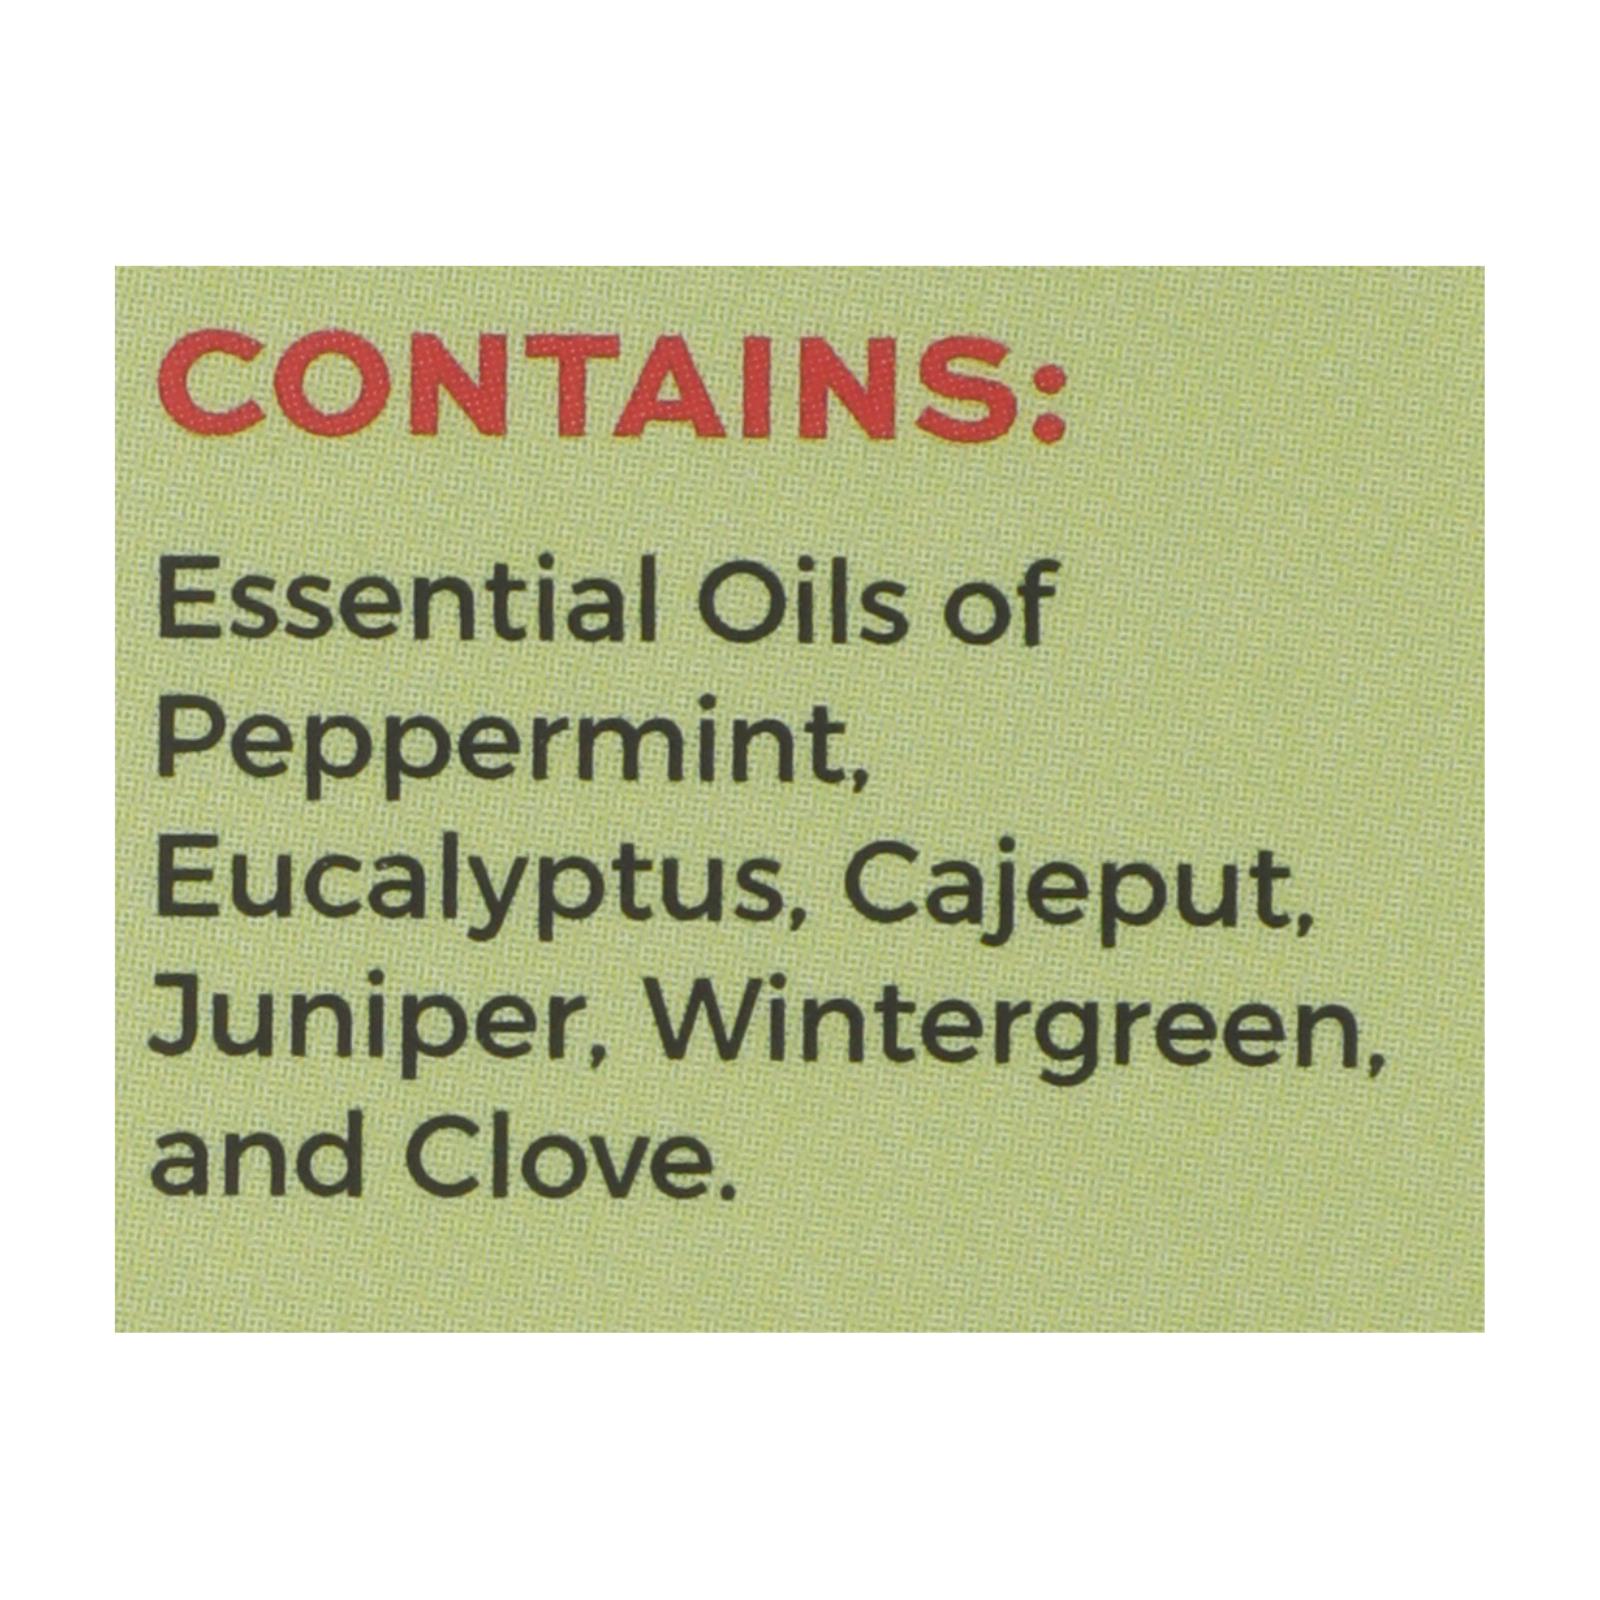 CONTAINS:
Essential Oils of
Peppermint,
Eucalyptus, Cajeput,
Juniper, Wintergreen,
and Clove.